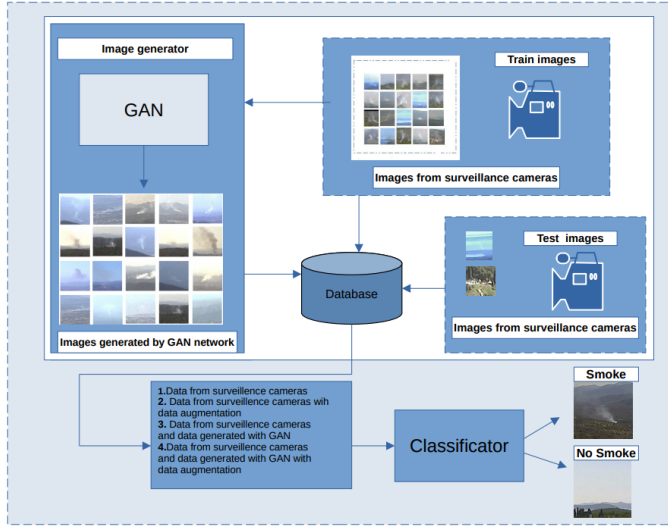 Image generator
GAN
Images generated by GAN network
Train images
Images from surveillance cameras
Test images
Images from surveillance cameras
Database
1.Data from surveillence cameras
2. Data from surveillence cameras wih
data augmentation
3. Data from surveillence cameras
and data generated with GAN
4.Data from surveillence cameras
and data generated with GAN with
data augmentation
Classificator
Smoke
No Smoke